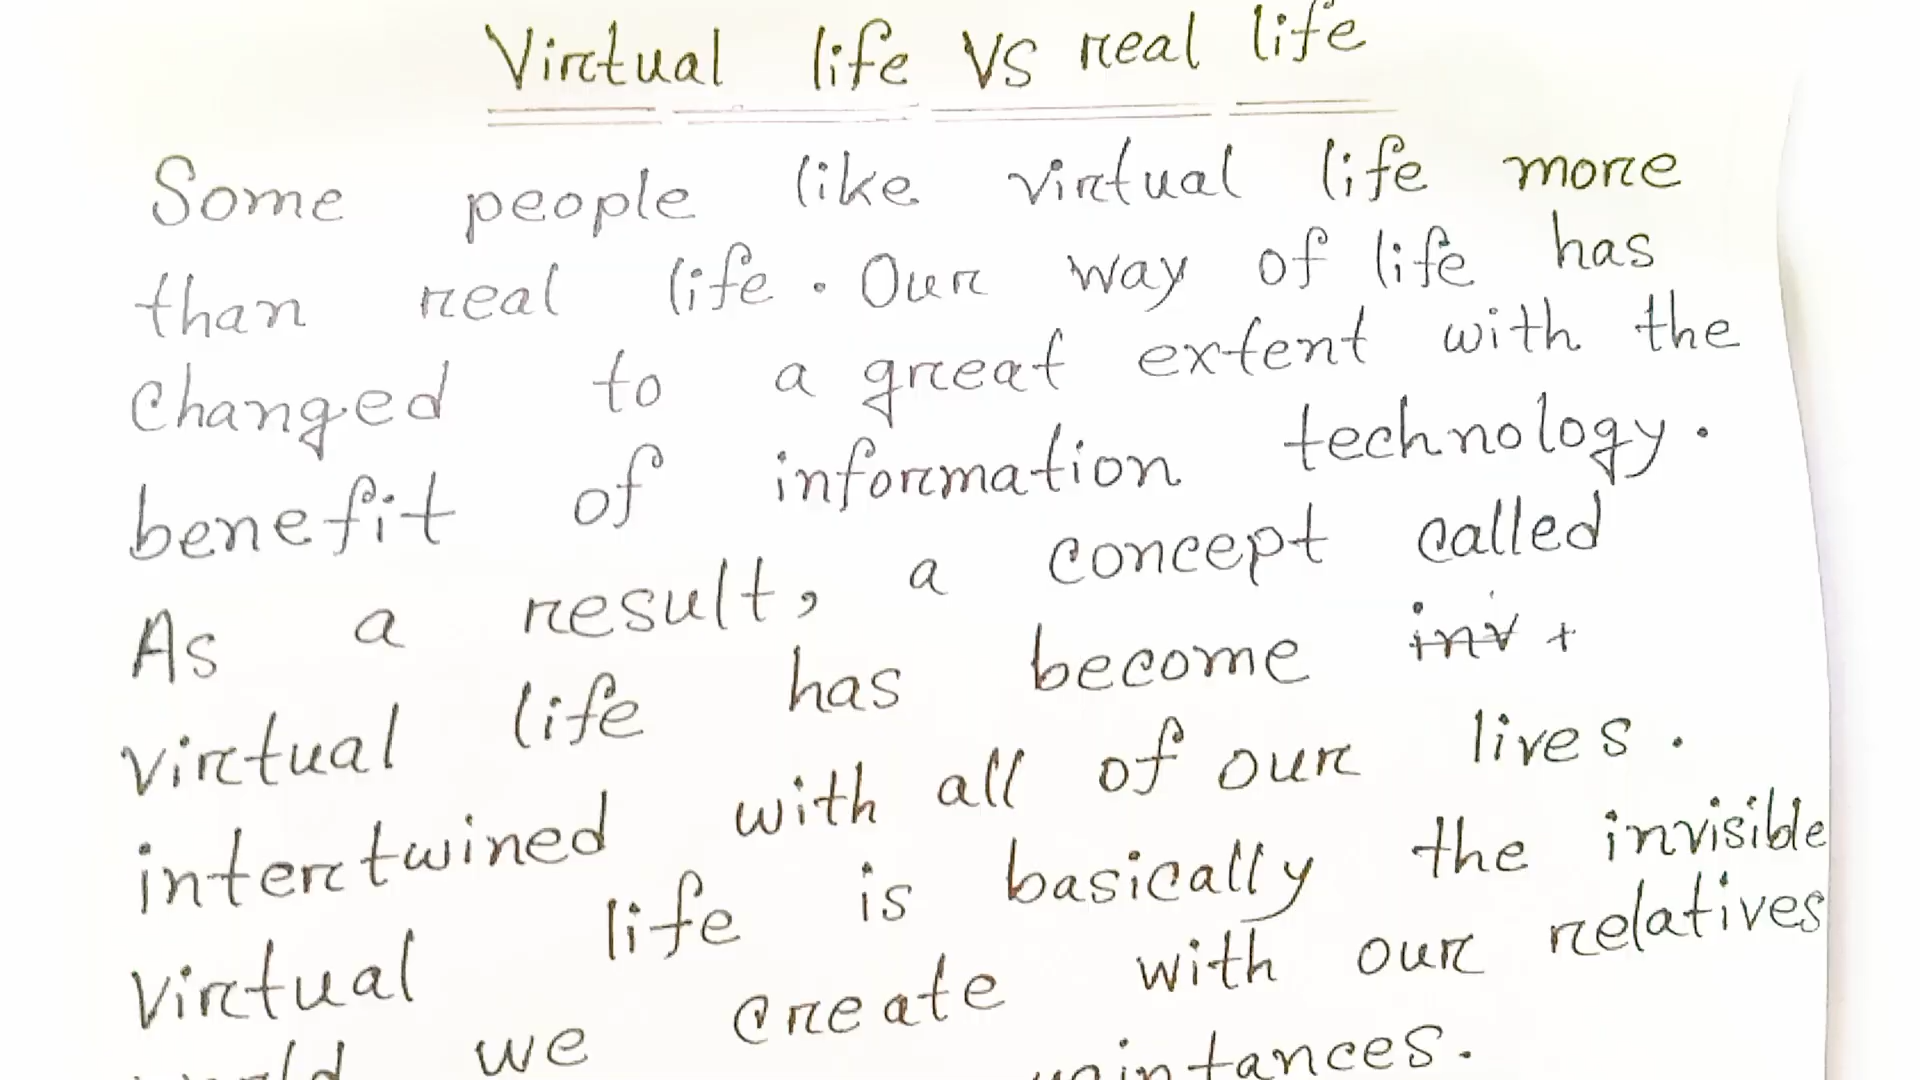 Virtual life VS real life
Some people like virtual life more
than real life. Our way of life has
changed to a great extent with the
benefit of information technology.
As a result, a concept called
virtual life has become
intertwined with all of our lives.
Virtual life is basically the invisible
we create with our relatives